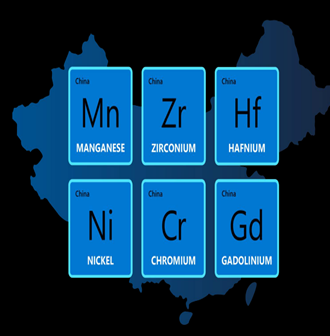 China China China
Mn Zr Hf
MANGANESE ZIRCONIUM HAFNIUM
China China China
Ni Cr Gd
NICKEL CHROMIUM GADOLINIUM